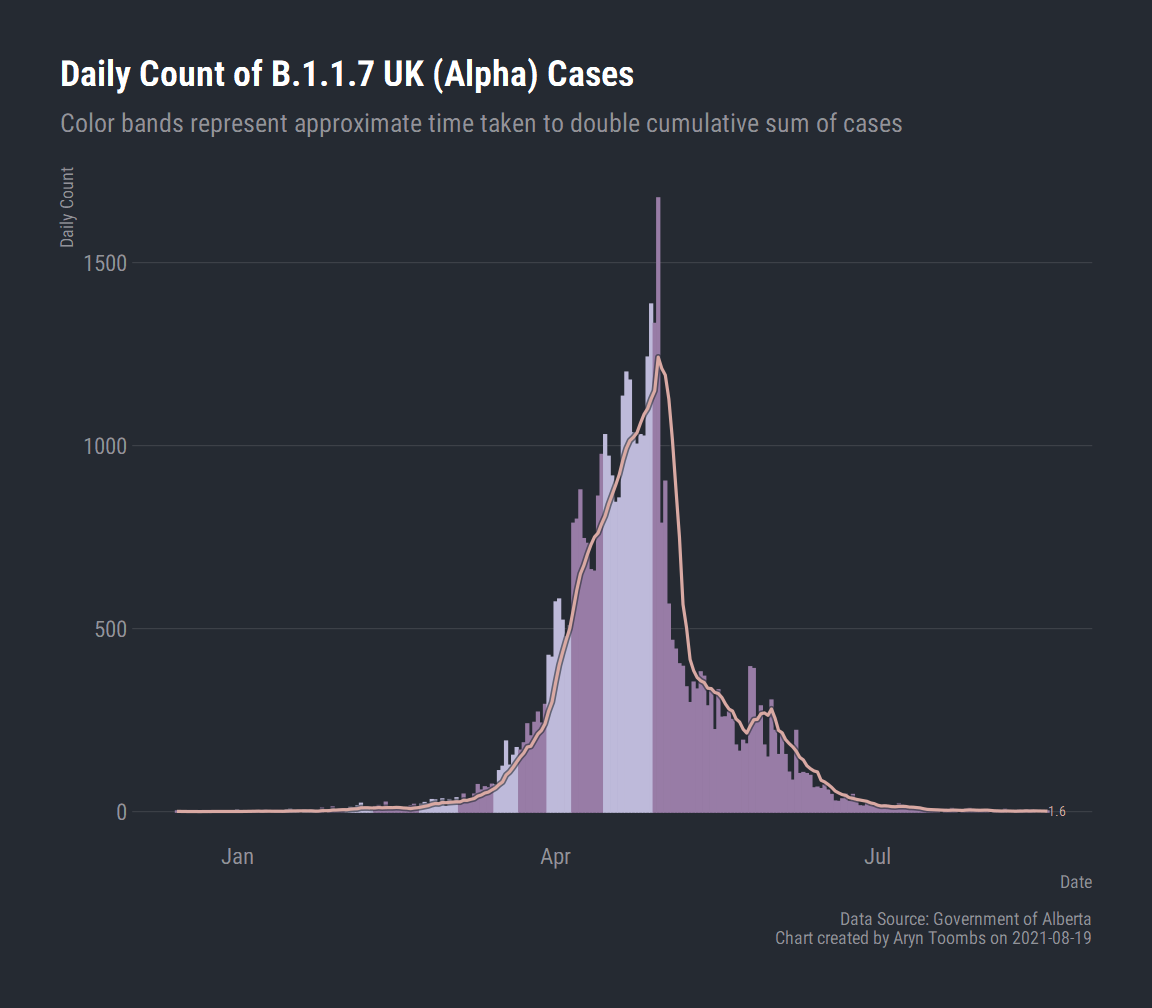 Daily Count of B.1.1.7 UK (Alpha) Cases
Color bands represent approximate time taken to double cumulative sum of cases
Daily Count
1500
1000
500
0
1.6
Jan Apr Jul
Date
Data Source: Government of Alberta
Chart created by Aryn Toombs on 2021-08-19